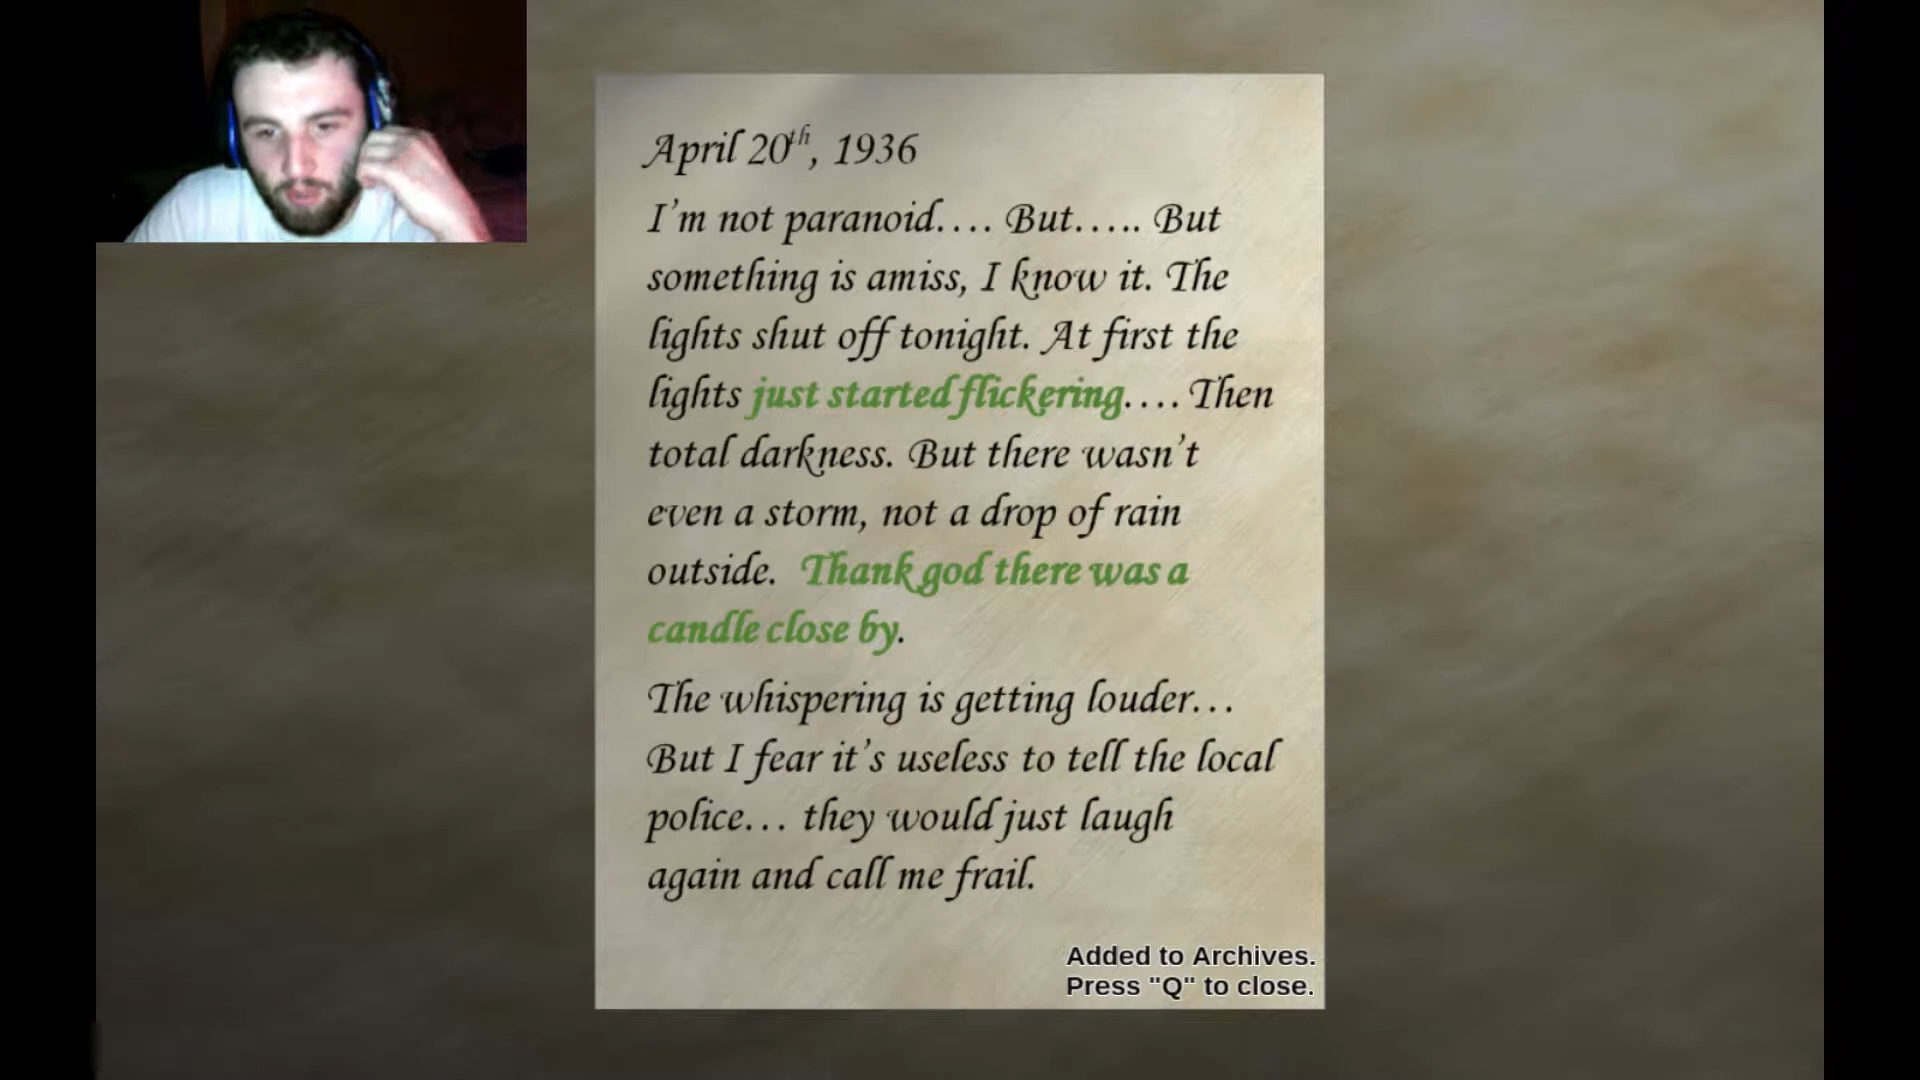 April 20th, 1936
I'm not paranoid.... But..... But
something is amiss, I know it. The
lights shut off tonight. At first the
lights just started flickering.... Then
total darkness. But there wasn't
even a storm, not a drop of rain
outside.  Thank god there was a
candle close by.
The whispering is getting louder...
But I fear it's useless to tell the local
police... they would just laugh
again and call me frail.
Added to Archives.
Press "Q" to close.